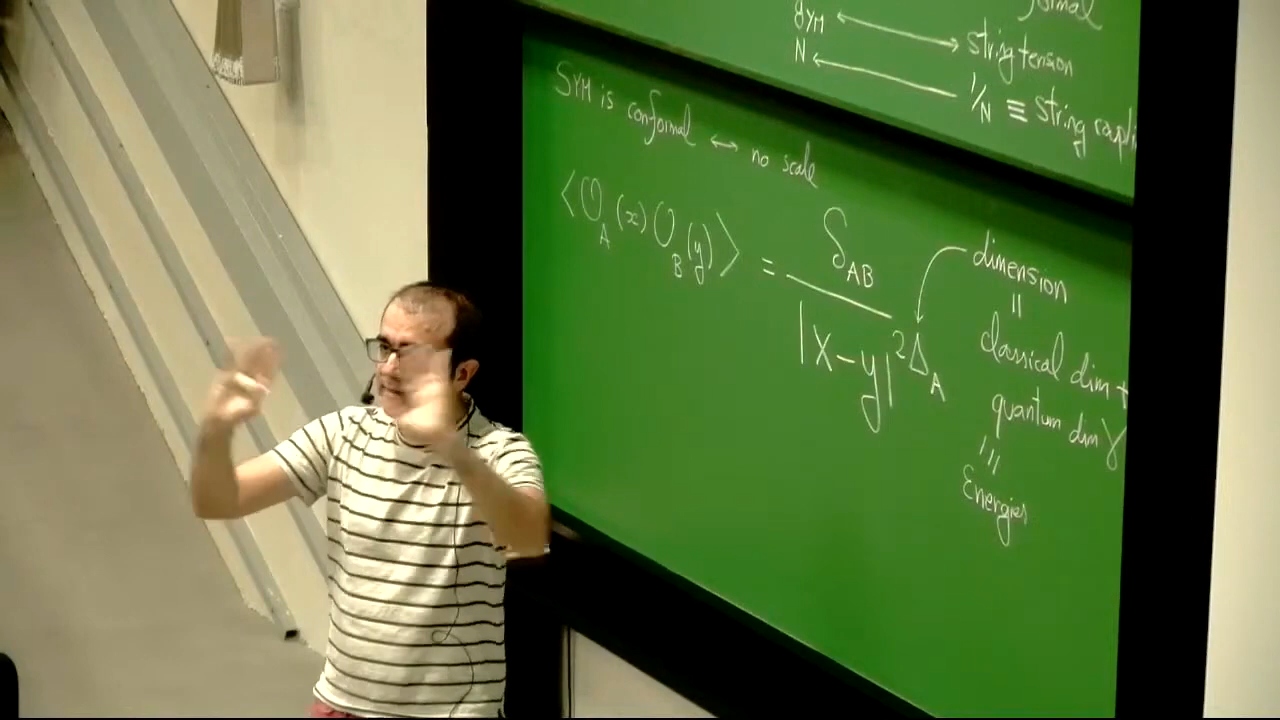 formal
gYM ⟷ string tension
N ⟵ 1/N ≡ string coupli
SYM is conformal ↔ no scale
⟨O_A(x) O_B(y)⟩ = δ_AB / |x-y|^2Δ_A
dimension
=
classical dim +
quantum dim γ
=
Energies